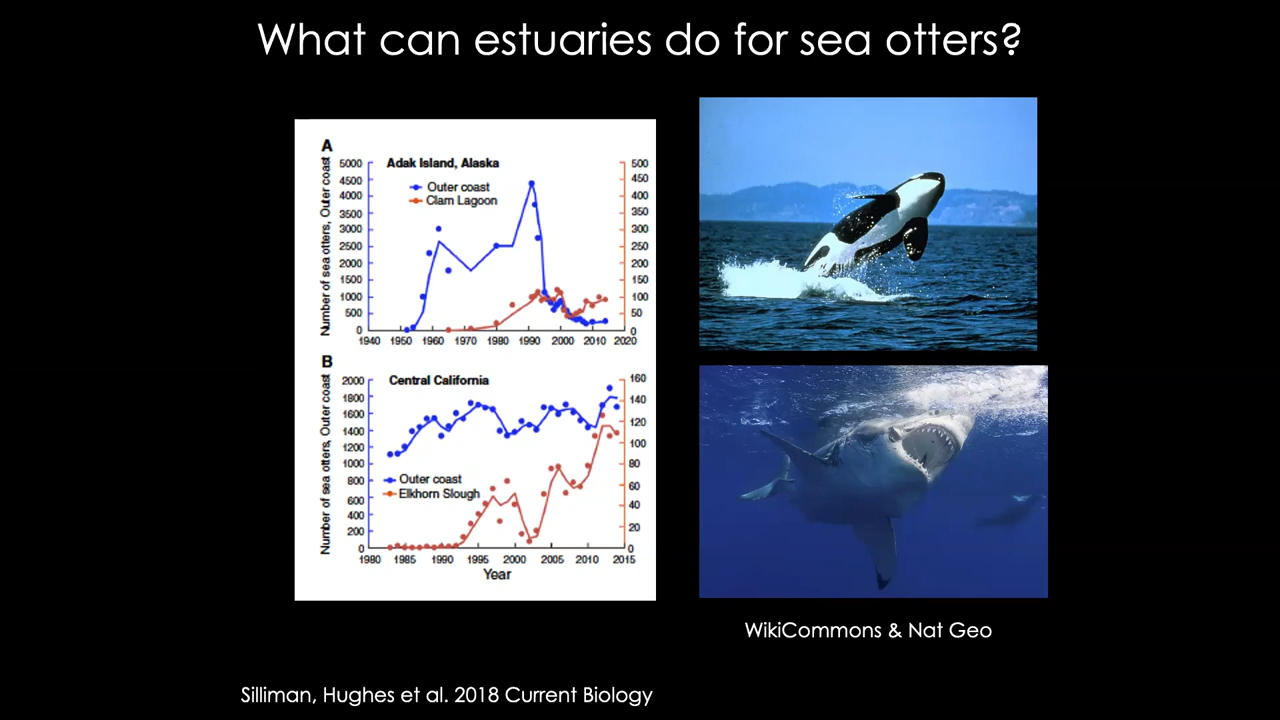 What can estuaries do for sea otters?
A
Adak Island, Alaska
Number of sea otters, Outer coast
5000
4500
4000
3500
3000
2500
2000
1500
1000
500
0
Outer coast
Clam Lagoon
500
450
400
350
300
250
200
150
100
50
0
1940 1950 1960 1970 1980 1990 2000 2010 2020
B
Central California
Number of sea otters, Outer coast
2000
1800
1600
1400
1200
1000
800
600
400
200
0
Outer coast
Elkhorn Slough
160
140
120
100
80
60
40
20
0
1980 1985 1990 1995 2000 2005 2010 2015
Year
WikiCommons & Nat Geo
Silliman, Hughes et al. 2018 Current Biology